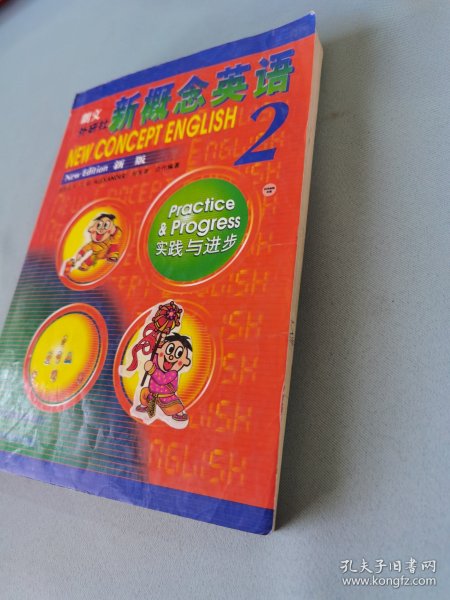 朗文
外研社 新概念英语
NEW CONCEPT ENGLISH
New Edition 新版
2
Practice
& Progress
实践与进步
ENGLISH
孔夫子旧书网
www.kongfz.com